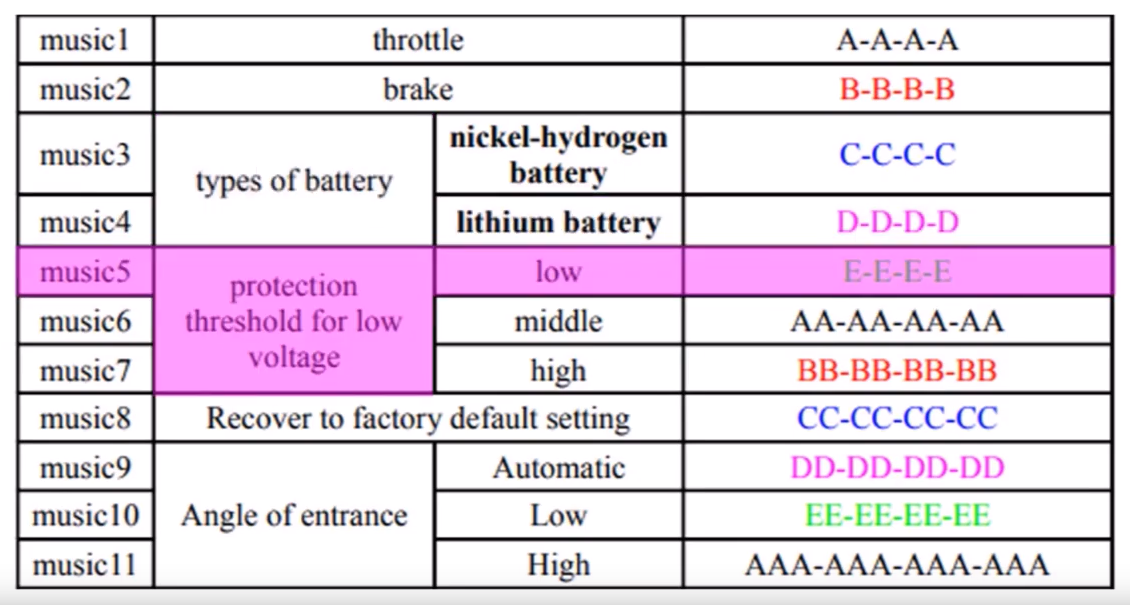 music1 throttle A-A-A-A
music2 brake B-B-B-B
music3 types of battery nickel-hydrogen battery C-C-C-C
music4 lithium battery D-D-D-D
music5 protection threshold for low voltage low E-E-E-E
music6 middle AA-AA-AA-AA
music7 high BB-BB-BB-BB
music8 Recover to factory default setting CC-CC-CC-CC
music9 Angle of entrance Automatic DD-DD-DD-DD
music10 Low EE-EE-EE-EE
music11 High AAA-AAA-AAA-AAA